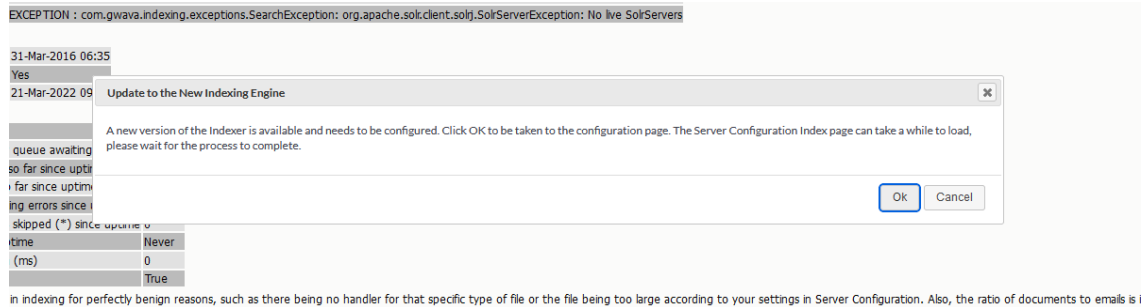 EXCEPTION : com.gwava.indexing.exceptions.SearchException: org.apache.solr.client.solrj.SolrServerException: No live SolrServers
31-Mar-2016 06:35
Yes
21-Mar-2022 09
Update to the New Indexing Engine
A new version of the Indexer is available and needs to be configured. Click OK to be taken to the configuration page. The Server Configuration Index page can take a while to load,
please wait for the process to complete.
queue awaiting
so far since uptim
far since uptime
ing errors since
Ok Cancel
skipped (*) since uptime 0
time Never
(ms) 0
True
in indexing for perfectly benign reasons, such as there being no handler for that specific type of file or the file being too large according to your settings in Server Configuration. Also, the ratio of documents to emails is